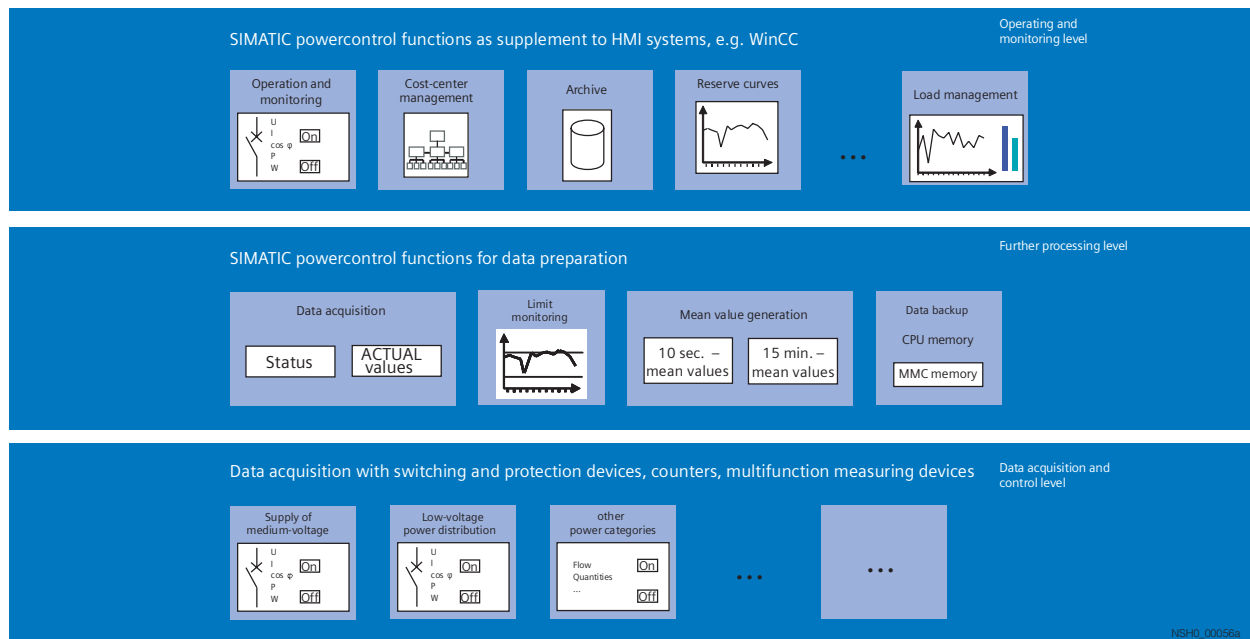 SIMATIC powercontrol functions as supplement to HMI systems, e.g. WinCC
Operating and
monitoring level
Operation and
monitoring
U
I
cos φ
P
W
On
Off
Cost-center
management
Archive
Reserve curves
...
Load management
SIMATIC powercontrol functions for data preparation
Further processing level
Data acquisition
Status
ACTUAL
values
Limit
monitoring
Mean value generation
10 sec. –
mean values
15 min. –
mean values
Data backup
CPU memory
MMC memory
Data acquisition with switching and protection devices, counters, multifunction measuring devices
Data acquisition and
control level
Supply of
medium-voltage
U
I
cos φ
P
W
On
Off
Low-voltage
power distribution
U
I
cos φ
P
W
On
Off
other
power categories
Flow
Quantities
...
On
Off
...
...
NSH0_00056a